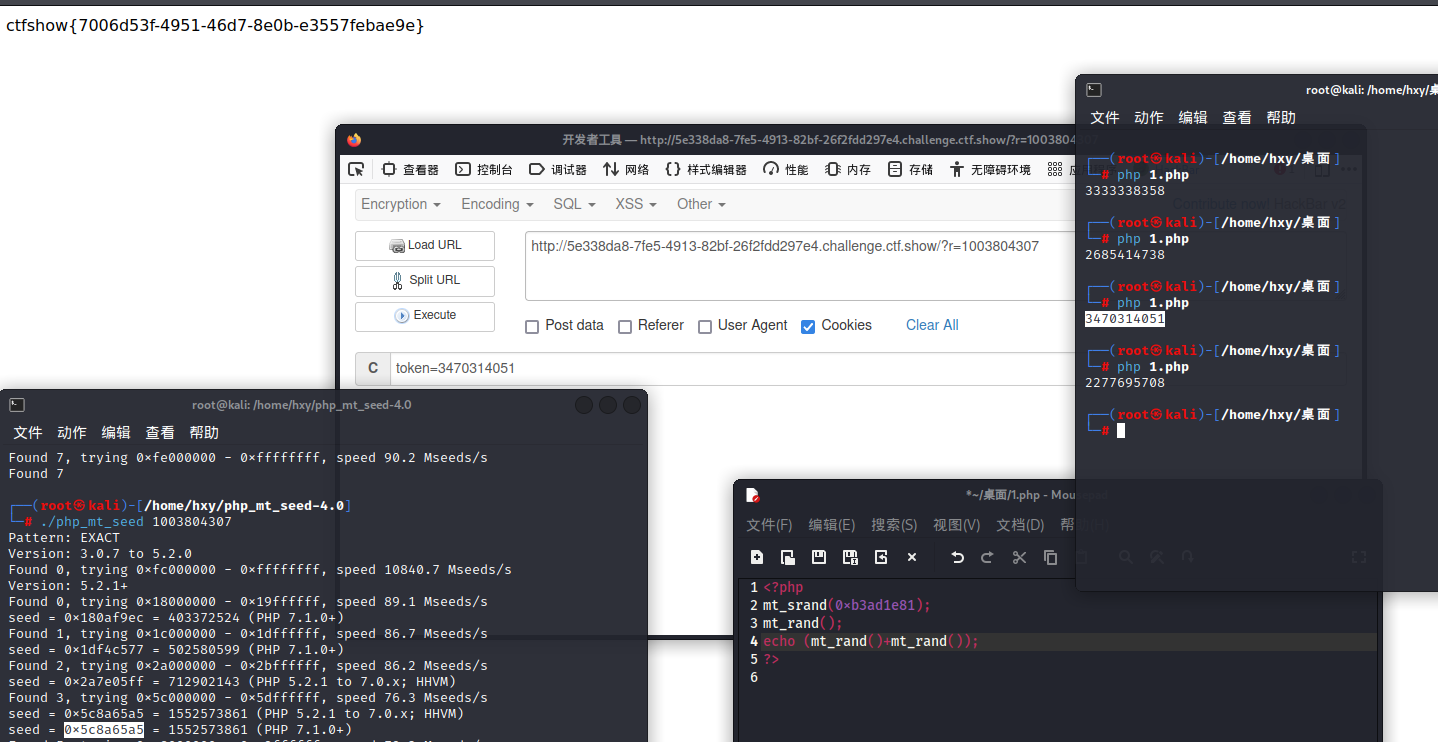 ctfshow{7006d53f-4951-46d7-8e0b-e3557febae9e}
开发者工具 — http://5e338da8-7fe5-4913-82bf-26f2fdd297e4.challenge.ctf.show/?r=1003804307
查看器 控制台 调试器 网络 样式编辑器 性能 内存 存储 无障碍环境
Encryption Encoding SQL XSS Other
Load URL
http://5e338da8-7fe5-4913-82bf-26f2fdd297e4.challenge.ctf.show/?r=1003804307
Split URL
Execute
Post data Referer User Agent Cookies Clear All
C token=3470314051
root@kali: /home/hxy/桌
文件 动作 编辑 查看 帮助
┌──(root㉿kali)-[/home/hxy/桌面]
└─# php 1.php
3333338358
┌──(root㉿kali)-[/home/hxy/桌面]
└─# php 1.php
2685414738
┌──(root㉿kali)-[/home/hxy/桌面]
└─# php 1.php
3470314051
┌──(root㉿kali)-[/home/hxy/桌面]
└─# php 1.php
2277695708
┌──(root㉿kali)-[/home/hxy/桌面]
└─#
root@kali: /home/hxy/php_mt_seed-4.0
文件 动作 编辑 查看 帮助
Found 7, trying 0×fe000000 - 0×ffffffff, speed 90.2 Mseeds/s
Found 7
┌──(root㉿kali)-[/home/hxy/php_mt_seed-4.0]
└─# ./php_mt_seed 1003804307
Pattern: EXACT
Version: 3.0.7 to 5.2.0
Found 0, trying 0×fc000000 - 0×ffffffff, speed 10840.7 Mseeds/s
Version: 5.2.1+
Found 0, trying 0×18000000 - 0×19ffffff, speed 89.1 Mseeds/s
seed = 0×180af9ec = 403372524 (PHP 7.1.0+)
Found 1, trying 0×1c000000 - 0×1dffffff, speed 86.7 Mseeds/s
seed = 0×1df4c577 = 502580599 (PHP 7.1.0+)
Found 2, trying 0×2a000000 - 0×2bffffff, speed 86.2 Mseeds/s
seed = 0×2a7e05ff = 712902143 (PHP 5.2.1 to 7.0.x; HHVM)
Found 3, trying 0×5c000000 - 0×5dffffff, speed 76.3 Mseeds/s
seed = 0×5c8a65a5 = 1552573861 (PHP 5.2.1 to 7.0.x; HHVM)
seed = 0×5c8a65a5 = 1552573861 (PHP 7.1.0+)
*~/桌面/1.php - Mousepad
文件(F) 编辑(E) 搜索(S) 视图(V) 文档(D) 帮助(H)
1 <?php
2 mt_srand(0×b3ad1e81);
3 mt_rand();
4 echo (mt_rand()+mt_rand());
5 ?>
6